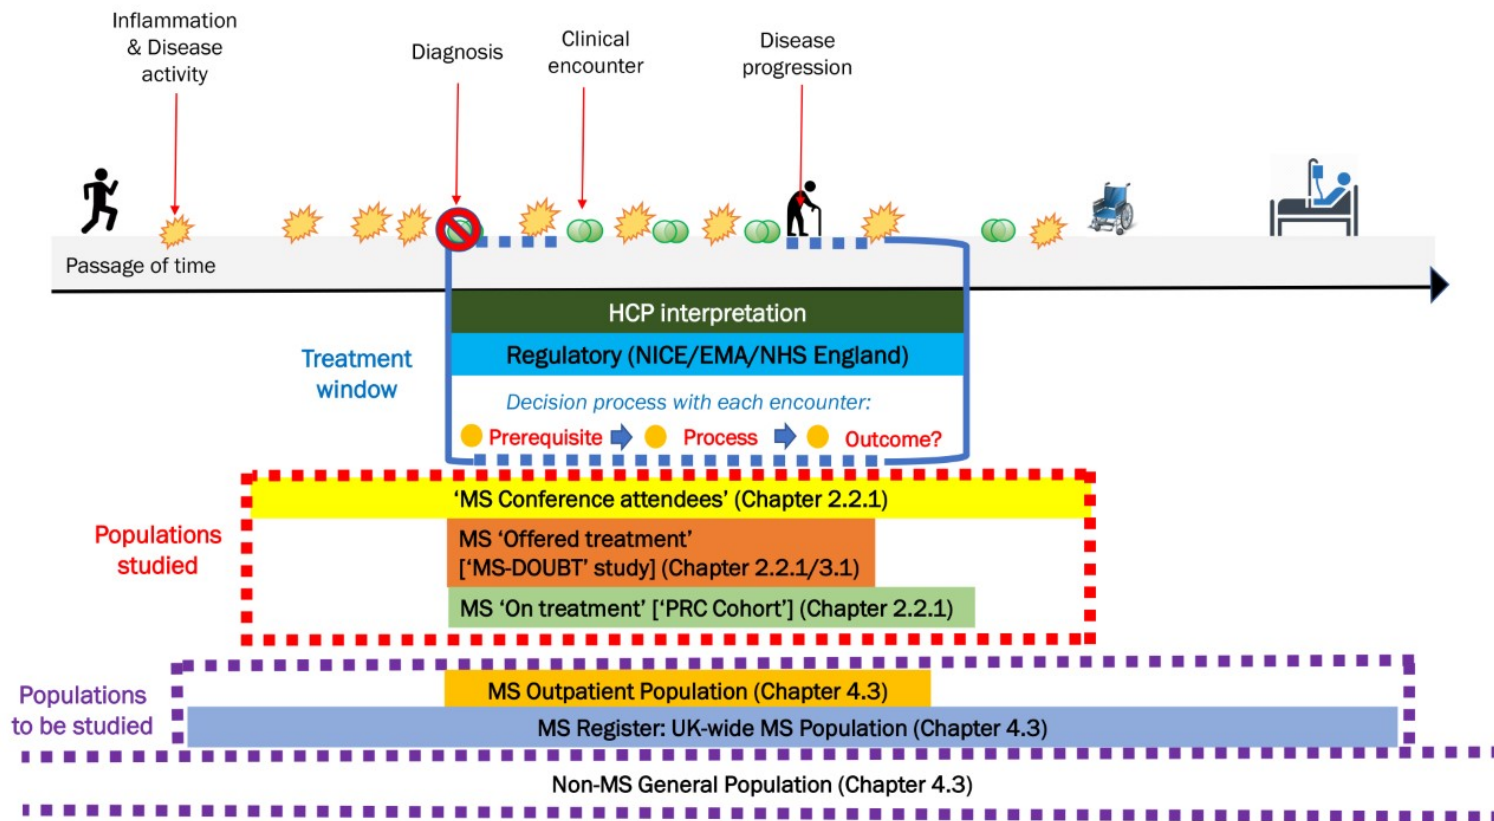 Inflammation
& Disease
activity
Diagnosis
Clinical
encounter
Disease
progression
Passage of time
HCP interpretation
Regulatory (NICE/EMA/NHS England)
Treatment
window
Decision process with each encounter:
Prerequisite
Process
Outcome?
‘MS Conference attendees’ (Chapter 2.2.1)
Populations
studied
MS ‘Offered treatment’
[‘MS-DOUBT’ study] (Chapter 2.2.1/3.1)
MS ‘On treatment’ [‘PRC Cohort’] (Chapter 2.2.1)
Populations
to be studied
MS Outpatient Population (Chapter 4.3)
MS Register: UK-wide MS Population (Chapter 4.3)
Non-MS General Population (Chapter 4.3)